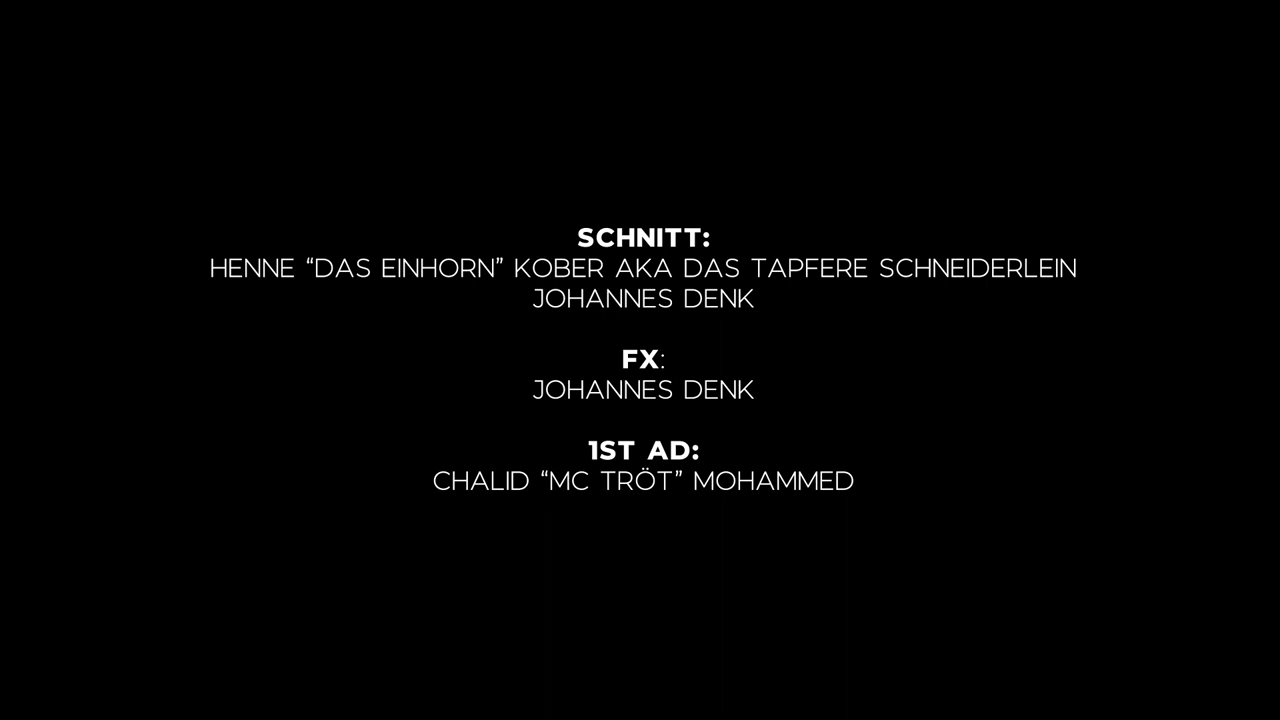 SCHNITT:
HENNE “DAS EINHORN” KOBER AKA DAS TAPFERE SCHNEIDERLEIN
JOHANNES DENK
FX:
JOHANNES DENK
1ST AD:
CHALID “MC TRÖT” MOHAMMED